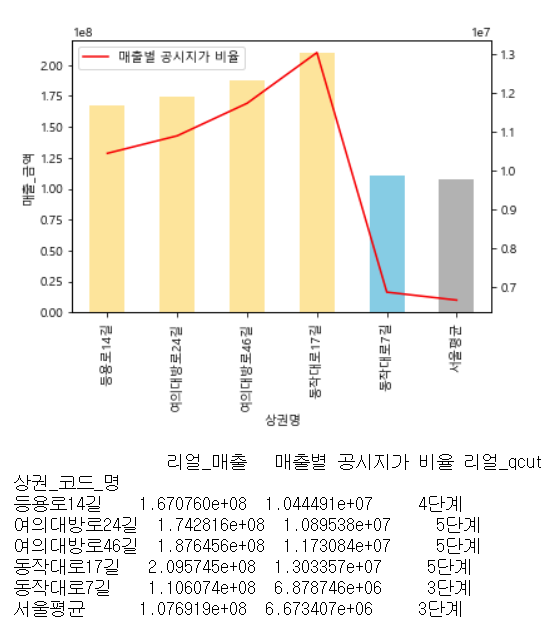 1e8
1e7
매출별 공시지가 비율
2.00
1.75
1.50
1.25
1.00
0.75
0.50
0.25
0.00
매출_금액
1.3
1.2
1.1
1.0
0.9
0.8
0.7
등용로14길
여의대방로24길
여의대방로46길
동작대로17길
동작대로7길
서울평균
상권명
리얼_매출 매출별 공시지가 비율 리얼_qcut
상권_코드_명
등용로14길 1.670760e+08 1.044491e+07 4단계
여의대방로24길 1.742816e+08 1.089538e+07 5단계
여의대방로46길 1.876456e+08 1.173084e+07 5단계
동작대로17길 2.095745e+08 1.303357e+07 5단계
동작대로7길 1.106074e+08 6.878746e+06 3단계
서울평균 1.076919e+08 6.673407e+06 3단계